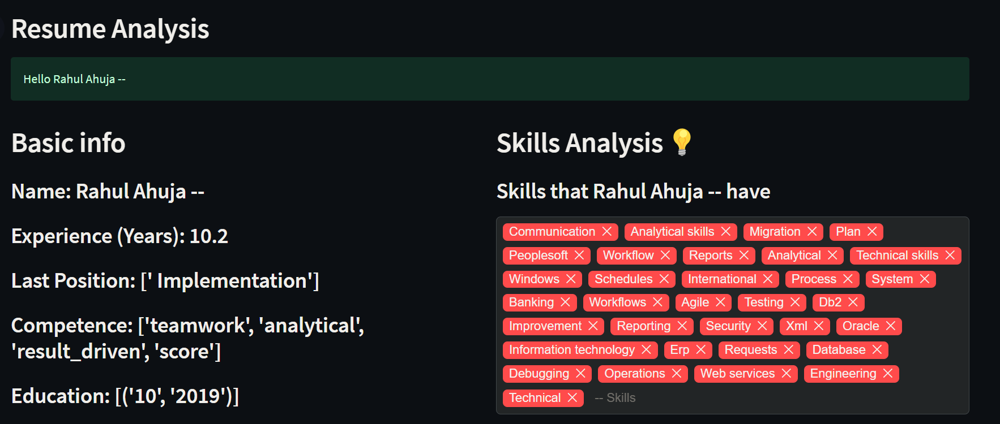 Resume Analysis
Hello Rahul Ahuja --
Basic info
Name: Rahul Ahuja --
Experience (Years): 10.2
Last Position: [' Implementation']
Competence: ['teamwork', 'analytical',
'result_driven', 'score']
Education: [('10', '2019')]
Skills Analysis 💡
Skills that Rahul Ahuja -- have
Communication Analytical skills Migration Plan
Peoplesoft Workflow Reports Analytical Technical skills
Windows Schedules International Process System
Banking Workflows Agile Testing Db2
Improvement Reporting Security Xml Oracle
Information technology Erp Requests Database
Debugging Operations Web services Engineering
Technical -- Skills